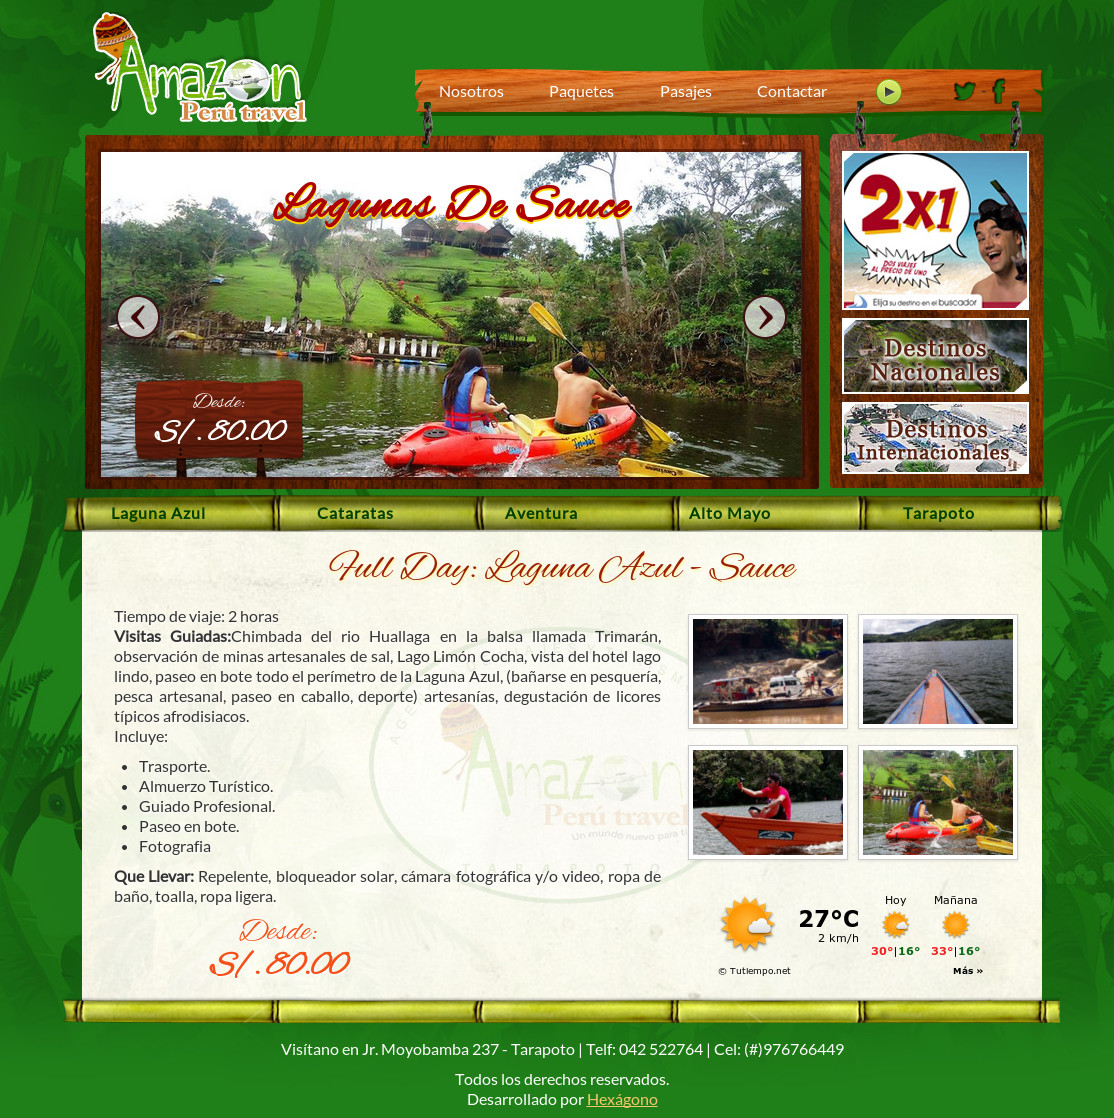 Amazon
Perú travel
Nosotros Paquetes Pasajes Contactar
Lagunas De Sauce
Desde:
S/. 80.00
2x1
DOS VIAJES
AL PRECIO DE UNO
Elija su destino en el buscador
Destinos
Nacionales
Destinos
Internacionales
Laguna Azul Cataratas Aventura Alto Mayo Tarapoto
Full Day: Laguna Azul - Sauce
Tiempo de viaje: 2 horas
Visitas Guiadas:Chimbada del rio Huallaga en la balsa llamada Trimarán,
observación de minas artesanales de sal, Lago Limón Cocha, vista del hotel lago
lindo, paseo en bote todo el perímetro de la Laguna Azul, (bañarse en pesquería,
pesca artesanal, paseo en caballo, deporte) artesanías, degustación de licores
típicos afrodisiacos.
Incluye:
• Trasporte.
• Almuerzo Turístico.
• Guiado Profesional.
• Paseo en bote.
• Fotografia
Que Llevar: Repelente, bloqueador solar, cámara fotográfica y/o video, ropa de
baño, toalla, ropa ligera.
Desde:
S/. 80.00
Amazon
Perú travel
Un mundo nuevo para
TARAPOTO
27°C
2 km/h
Hoy Mañana
30°|16° 33°|16°
© Tutiempo.net Más »
Visítano en Jr. Moyobamba 237 - Tarapoto | Telf: 042 522764 | Cel: (#)976766449
Todos los derechos reservados.
Desarrollado por Hexágono